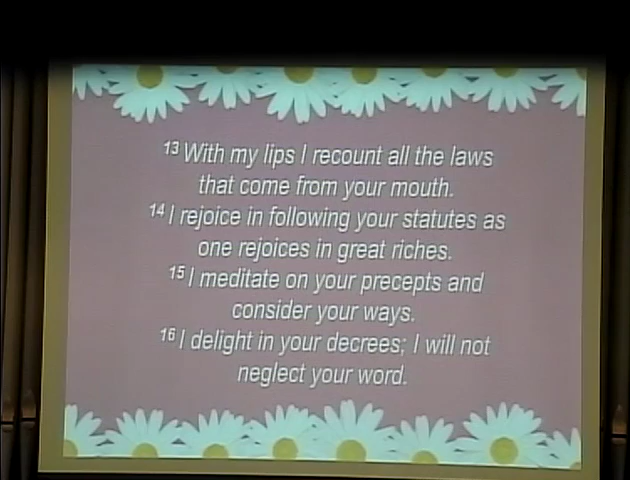 13 With my lips I recount all the laws
that come from your mouth.
14 I rejoice in following your statutes as
one rejoices in great riches.
15 I meditate on your precepts and
consider your ways.
16 I delight in your decrees; I will not
neglect your word.